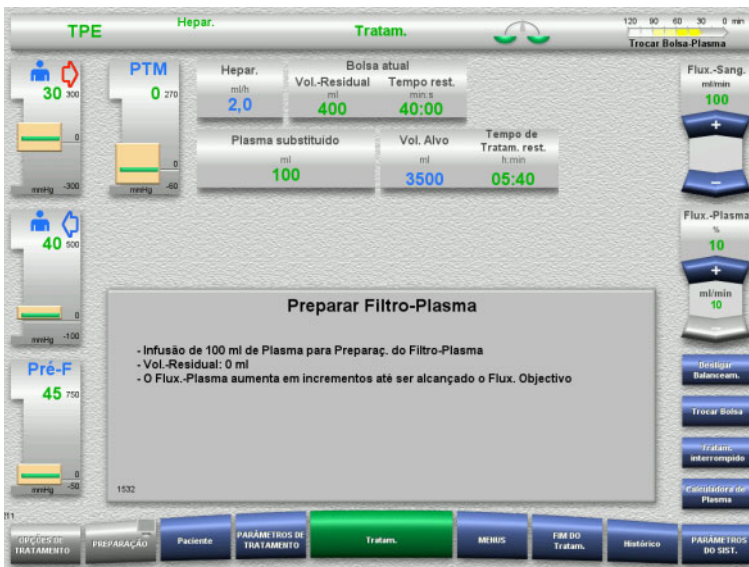 TPE
Hepar.
Tratam.
120 90 60 30 0 min
Trocar Bolsa-Plasma
30 300
0
mmHg -300
PTM
0 270
0
mmHg -60
Hepar.
ml/h
2,0
Bolsa atual
Vol.-Residual Tempo rest.
ml min:s
400 40:00
Plasma substituído
ml
100
Vol. Alvo
ml
3500
Tempo de
Tratam. rest.
h:min
05:40
Flux.-Sang.
ml/min
100
+
−
40 500
0
mmHg -100
Flux.-Plasma
%
10
+
ml/min
10
−
Pré-F
45 750
0
mmHg -50
Preparar Filtro-Plasma
- Infusão de 100 ml de Plasma para Preparaç. do Filtro-Plasma
- Vol.-Residual: 0 ml
- O Flux.-Plasma aumenta em incrementos até ser alcançado o Flux. Objectivo
1532
Desligar
Balanceam.
Trocar Bolsa
Tratam.
interrompido
Calculadora de
Plasma
OPÇÕES DE
TRATAMENTO
PREPARAÇÃO
Paciente
PARÂMETROS DE
TRATAMENTO
Tratam.
MENUS
FIM DO
Tratam.
Histórico
PARÂMETROS
DO SIST.